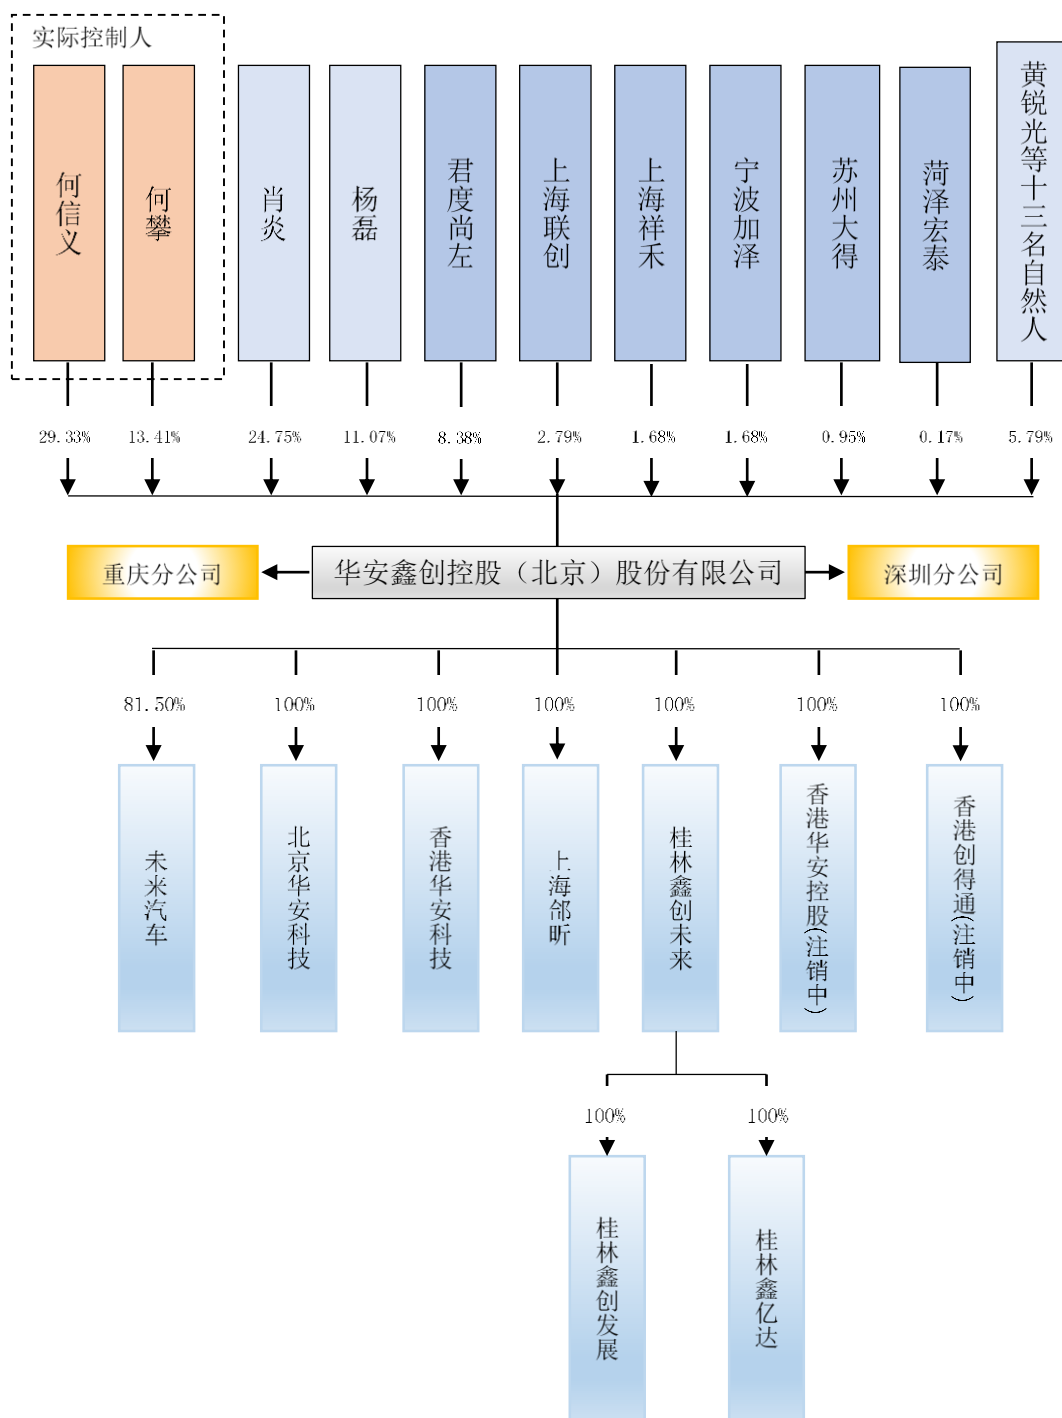 实际控制人
何信义
何攀
肖炎
杨磊
君度尚左
上海联创
上海祥禾
宁波加泽
苏州大得
菏泽宏泰
黄锐光等十三名自然人
29.33%
13.41%
24.75%
11.07%
8.38%
2.79%
1.68%
1.68%
0.95%
0.17%
5.79%
重庆分公司
华安鑫创控股（北京）股份有限公司
深圳分公司
81.50%
100%
100%
100%
100%
100%
100%
未来汽车
北京华安科技
香港华安科技
上海邰昕
桂林鑫创未来
香港华安控股(注销中)
香港创得通(注销中)
100%
100%
桂林鑫创发展
桂林鑫亿达